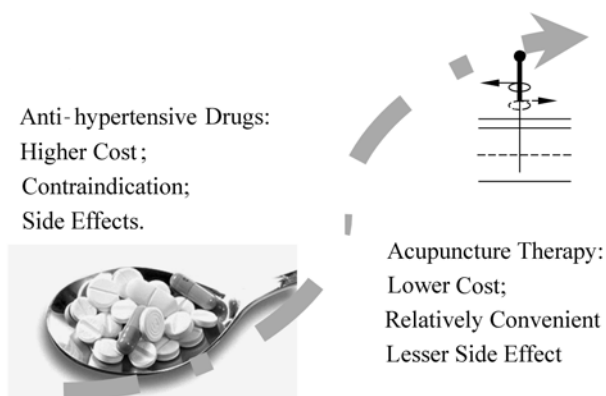 Anti-hypertensive Drugs:
Higher Cost;
Contraindication;
Side Effects.
Acupuncture Therapy:
Lower Cost;
Relatively Convenient
Lesser Side Effect